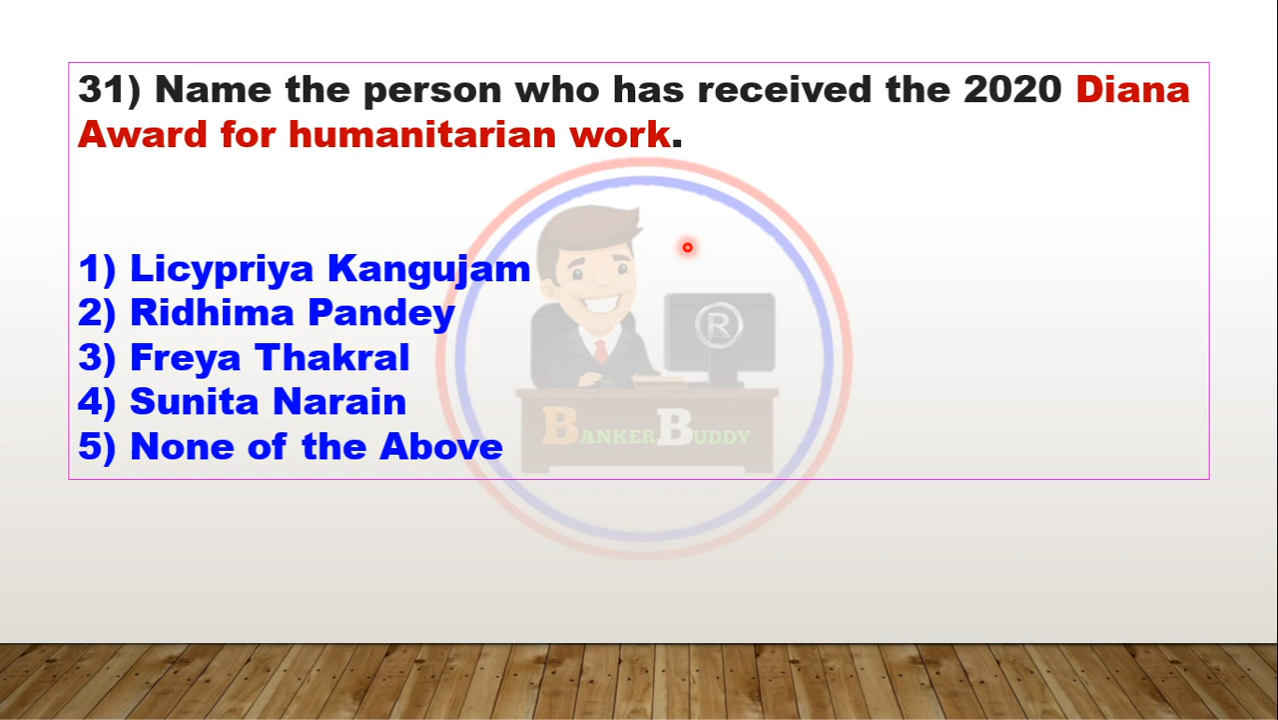 31) Name the person who has received the 2020 Diana
Award for humanitarian work.
1) Licypriya Kangujam
2) Ridhima Pandey
3) Freya Thakral
4) Sunita Narain
5) None of the Above
®
BANKER BUDDY